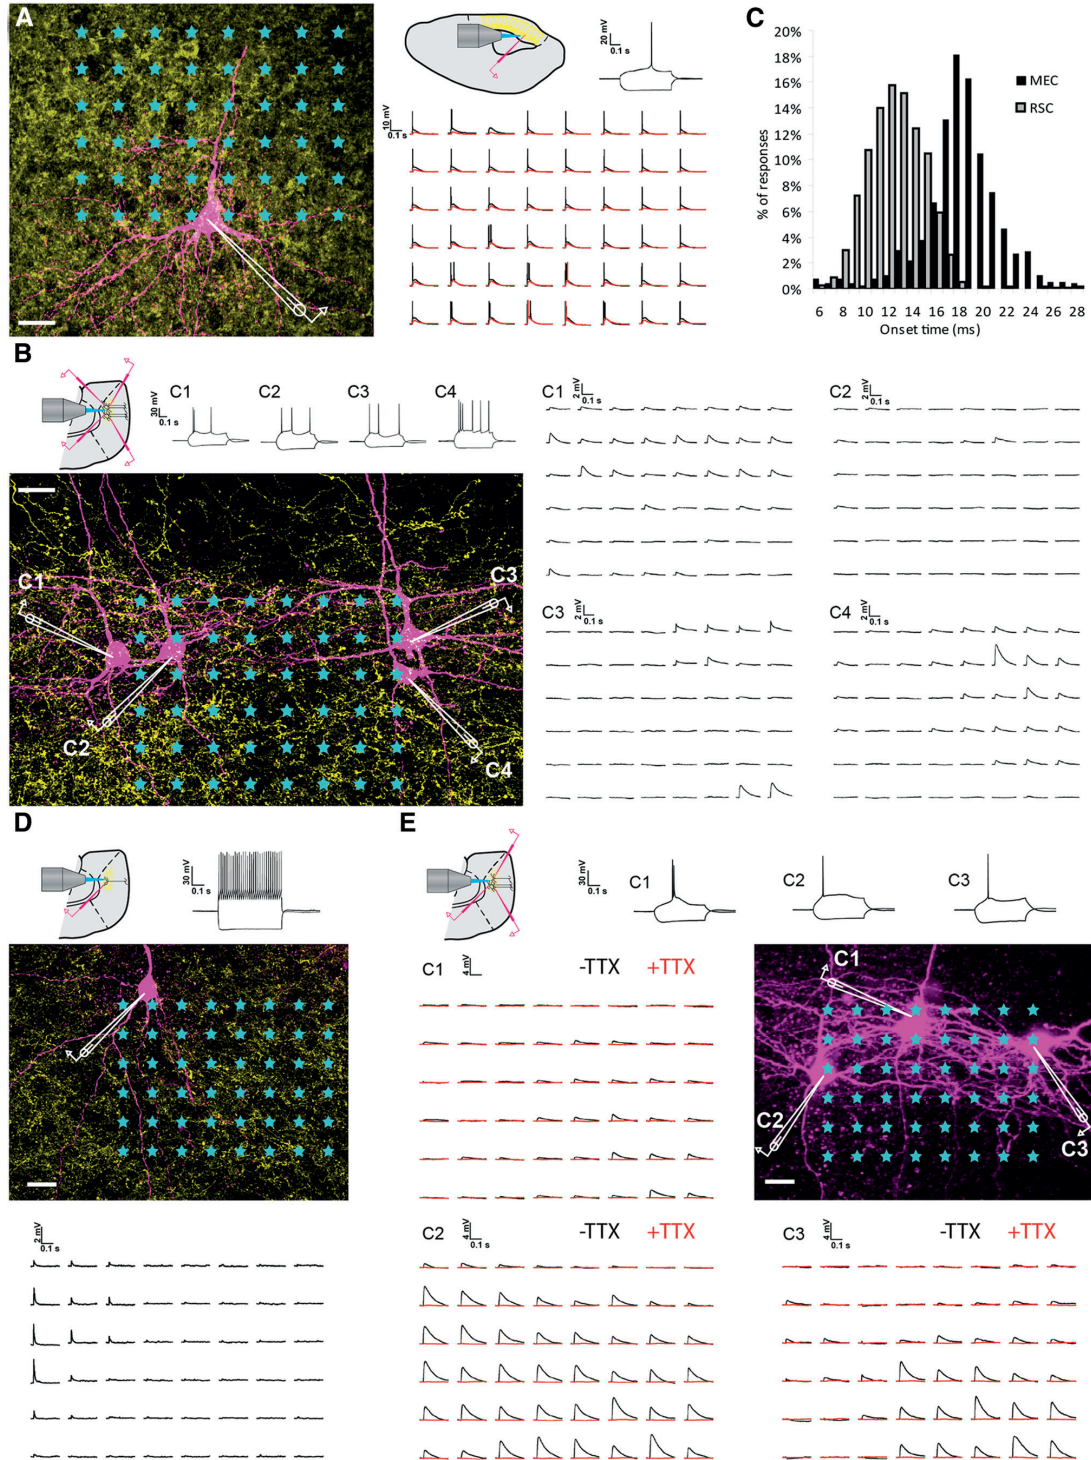 A
20 mV
0.1 s
10 mV
0.1 s
C
20%
18%
16%
14%
12%
10%
8%
6%
4%
2%
0%
% of responses
MEC
RSC
6 8 10 12 14 16 18 20 22 24 26 28
Onset time (ms)
B
30 mV
0.1 s
C1 C2 C3 C4
C1
C2
C3
C4
C1 2 mV
0.1 s
C2 2 mV
0.1 s
C3 2 mV
0.1 s
C4 2 mV
0.1 s
D
30 mV
0.1 s
2 mV
0.1 s
E
30 mV
0.1 s
C1 C2 C3
C1 4 mV -TTX +TTX
C1
C2
C3
C2 4 mV
0.1 s
-TTX +TTX
C3 4 mV
0.1 s
-TTX +TTX